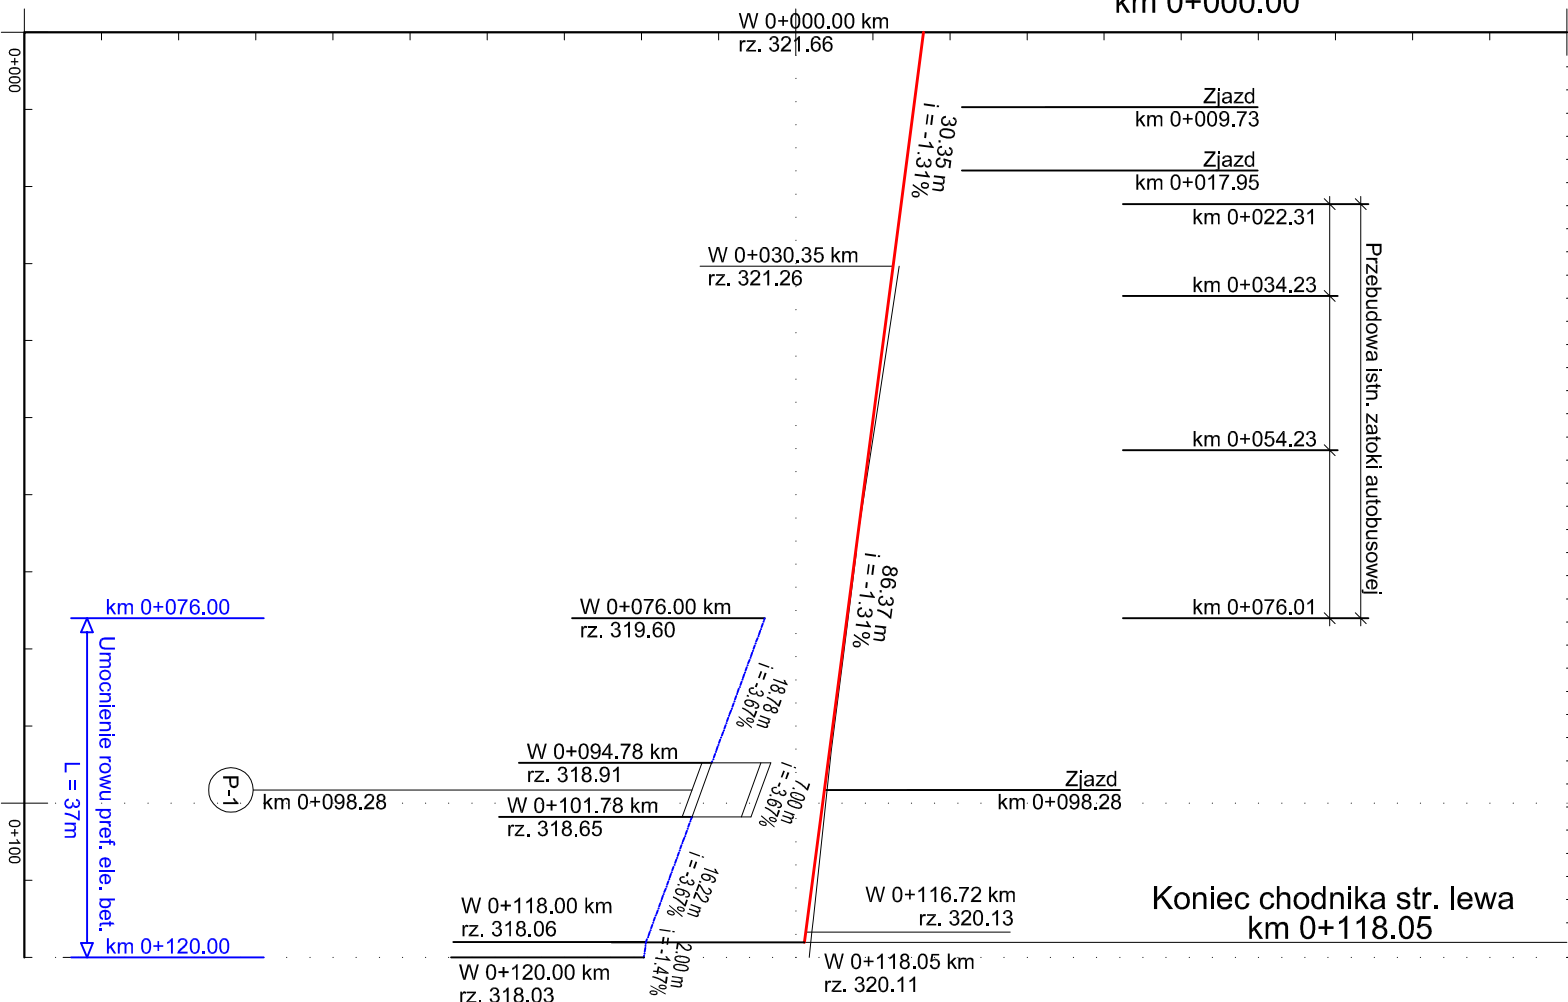 km 0+000.00
W 0+000.00 km
rz. 321.66
0+000
Zjazd
km 0+009.73
30.35 m
i = -1.31%
Zjazd
km 0+017.95
km 0+022.31
W 0+030.35 km
rz. 321.26
km 0+034.23
Przebudowa istn. zatoki autobusowej
km 0+054.23
86.37 m
i = -1.31%
km 0+076.00
W 0+076.00 km
rz. 319.60
km 0+076.01
Umocnienie rowu pref. ele. bet.
L = 37m
18.78 m
i = -3.67%
W 0+094.78 km
rz. 318.91
7.00 m
i = -3.67%
P-1
km 0+098.28
W 0+101.78 km
rz. 318.65
Zjazd
km 0+098.28
0+100
16.22 m
i = -3.67%
W 0+118.00 km
rz. 318.06
W 0+116.72 km
rz. 320.13
Koniec chodnika str. lewa
km 0+118.05
km 0+120.00
2.00 m
i = -1.47%
W 0+120.00 km
rz. 318.03
W 0+118.05 km
rz. 320.11